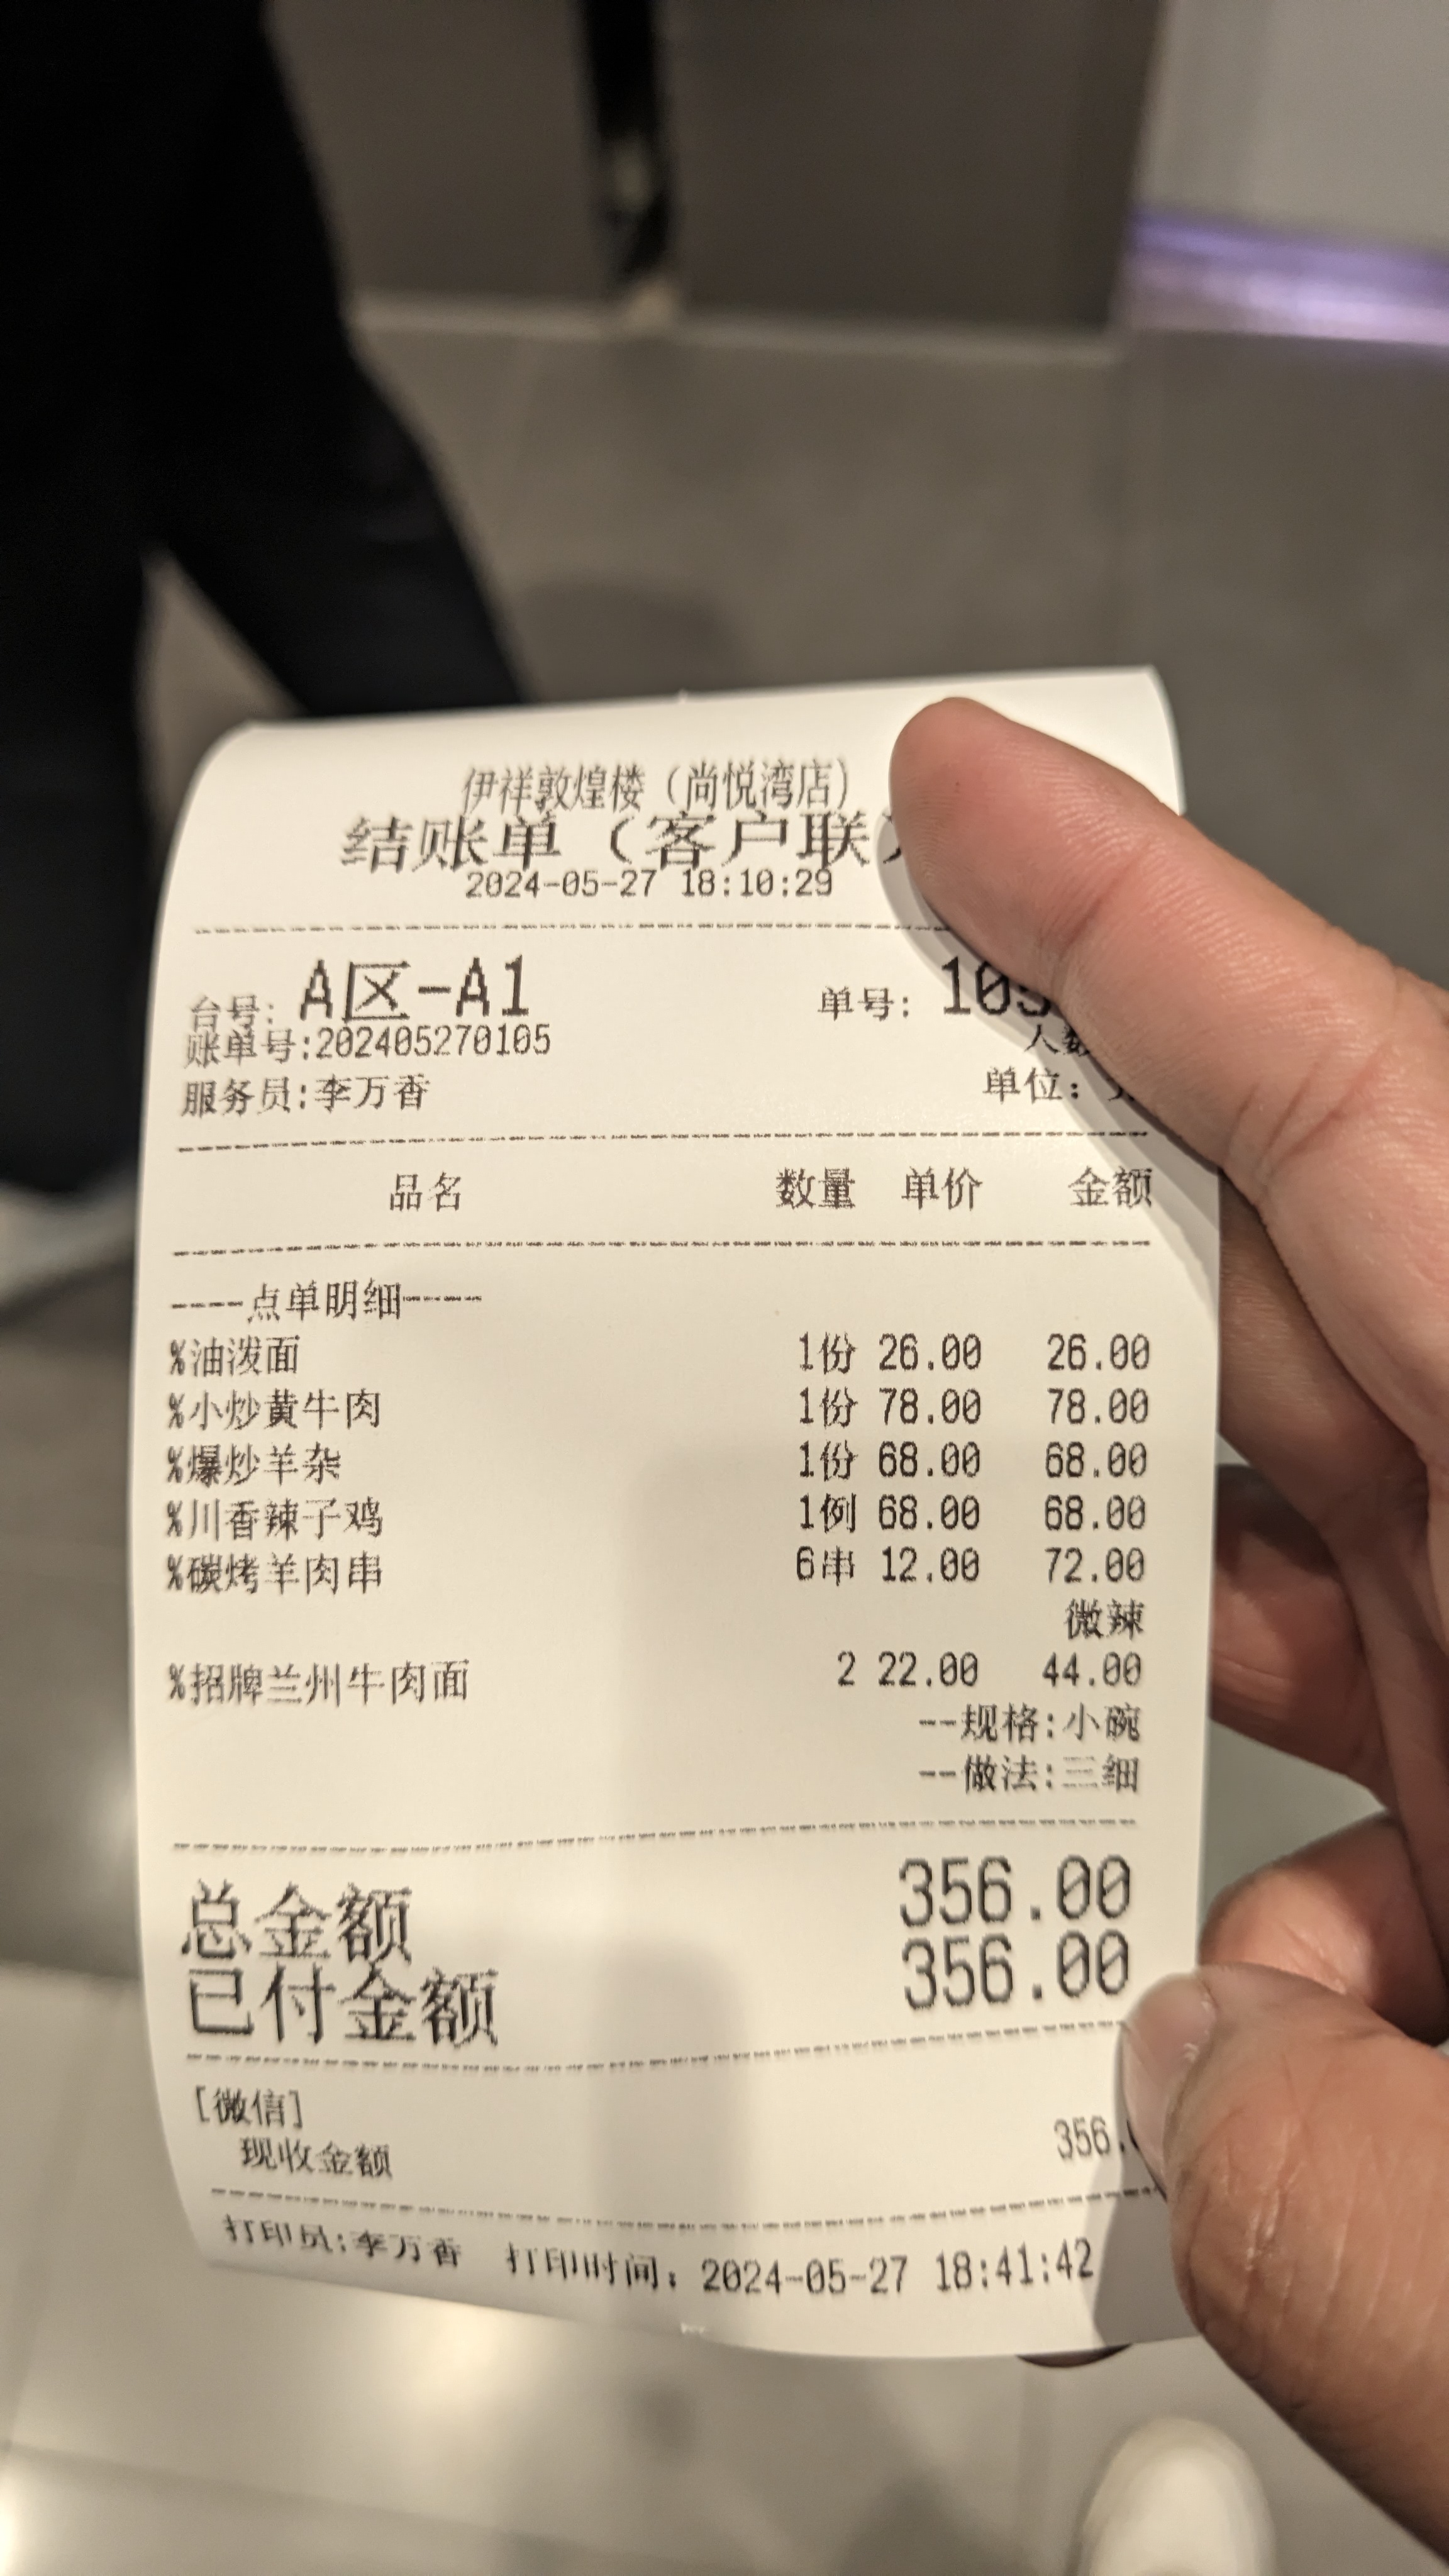 伊祥敦煌楼（尚悦湾店）
结账单（客户联
2024-05-27 18:10:29
台号: A区-A1 单号: 105
账单号:202405270105 人数
服务员:李万香 单位:
品名 数量 单价 金额
----点单明细----
%油泼面 1份 26.00 26.00
%小炒黄牛肉 1份 78.00 78.00
%爆炒羊杂 1份 68.00 68.00
%川香辣子鸡 1例 68.00 68.00
%碳烤羊肉串 6串 12.00 72.00
微辣
%招牌兰州牛肉面 2 22.00 44.00
--规格:小碗
--做法:三细
总金额 356.00
已付金额 356.00
[微信]
现收金额 356.
打印员:李万香 打印时间: 2024-05-27 18:41:42